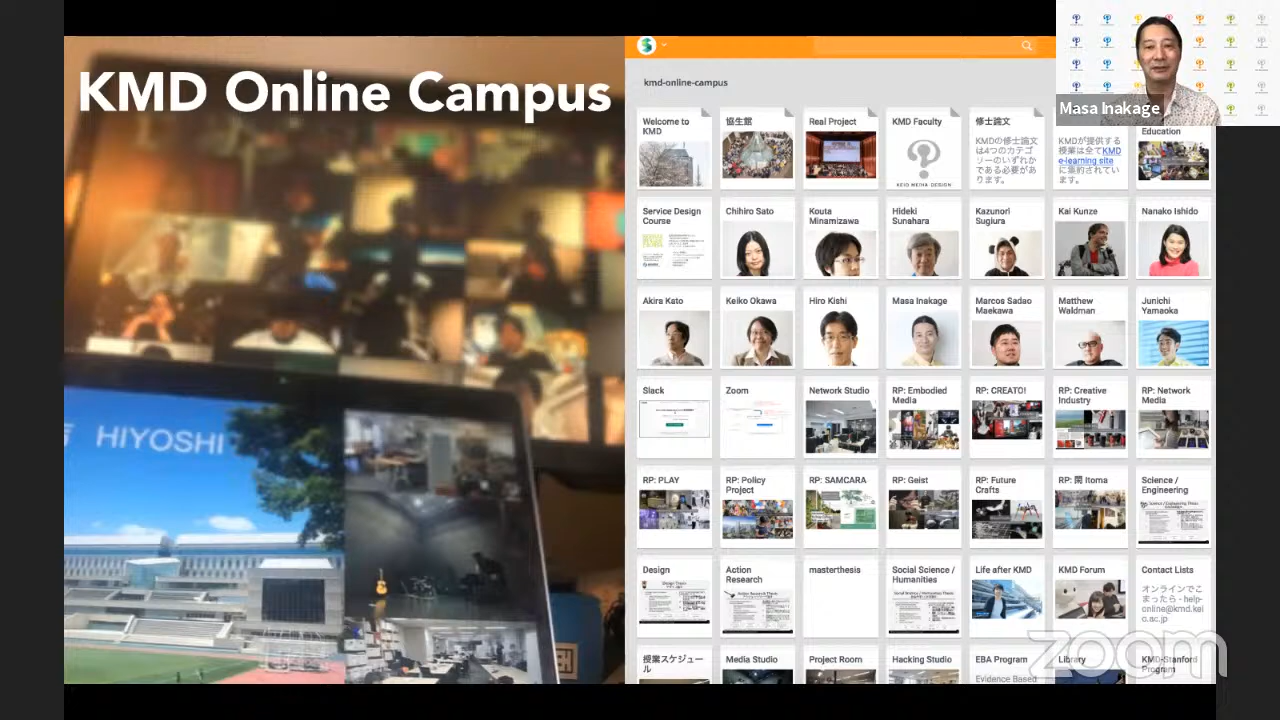 KMD Online Campus
HIYOSHI
kmd-online-campus
Masa Inakage
Welcome to
KMD
協生館
Real Project
KMD Faculty
KEIO MEDIA DESIGN
修士論文
KMDの修士論文
は4つのカテゴ
リーのいずれか
である必要があ
ります。
KMDが提供する
授業は全てKMD
e-learning site
に集約されてい
ます。
Education
Service Design
Course
Chihiro Sato
Kouta
Minamizawa
Hideki
Sunahara
Kazunori
Sugiura
Kai Kunze
Nanako Ishido
Akira Kato
Keiko Okawa
Hiro Kishi
Masa Inakage
Marcos Sadao
Maekawa
Matthew
Waldman
Junichi
Yamaoka
Slack
Zoom
Network Studio
RP: Embodied
Media
RP: CREATO!
RP: Creative
Industry
RP: Network
Media
RP: PLAY
RP: Policy
Project
RP: SAMCARA
RP: Geist
RP: Future
Crafts
RP: 閒 Itoma
Science /
Engineering
Design
Action
Research
masterthesis
Social Science /
Humanities
Life after KMD
KMD Forum
Contact Lists
オンラインでこ
まったら - help-
online@kmd.kei
o.ac.jp
授業スケジュー
ル
Media Studio
Project Room
Hacking Studio
EBA Program
Evidence Based
Library
KMD-Stanford
Program
zoom